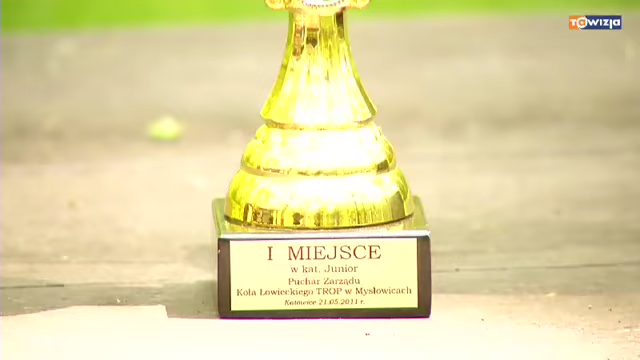 TVwizja
I MIEJSCE
w kat. Junior
Puchar Zarządu
Koła Łowieckiego TROP w Mysłowicach
Katowice 21.05.2011 r.